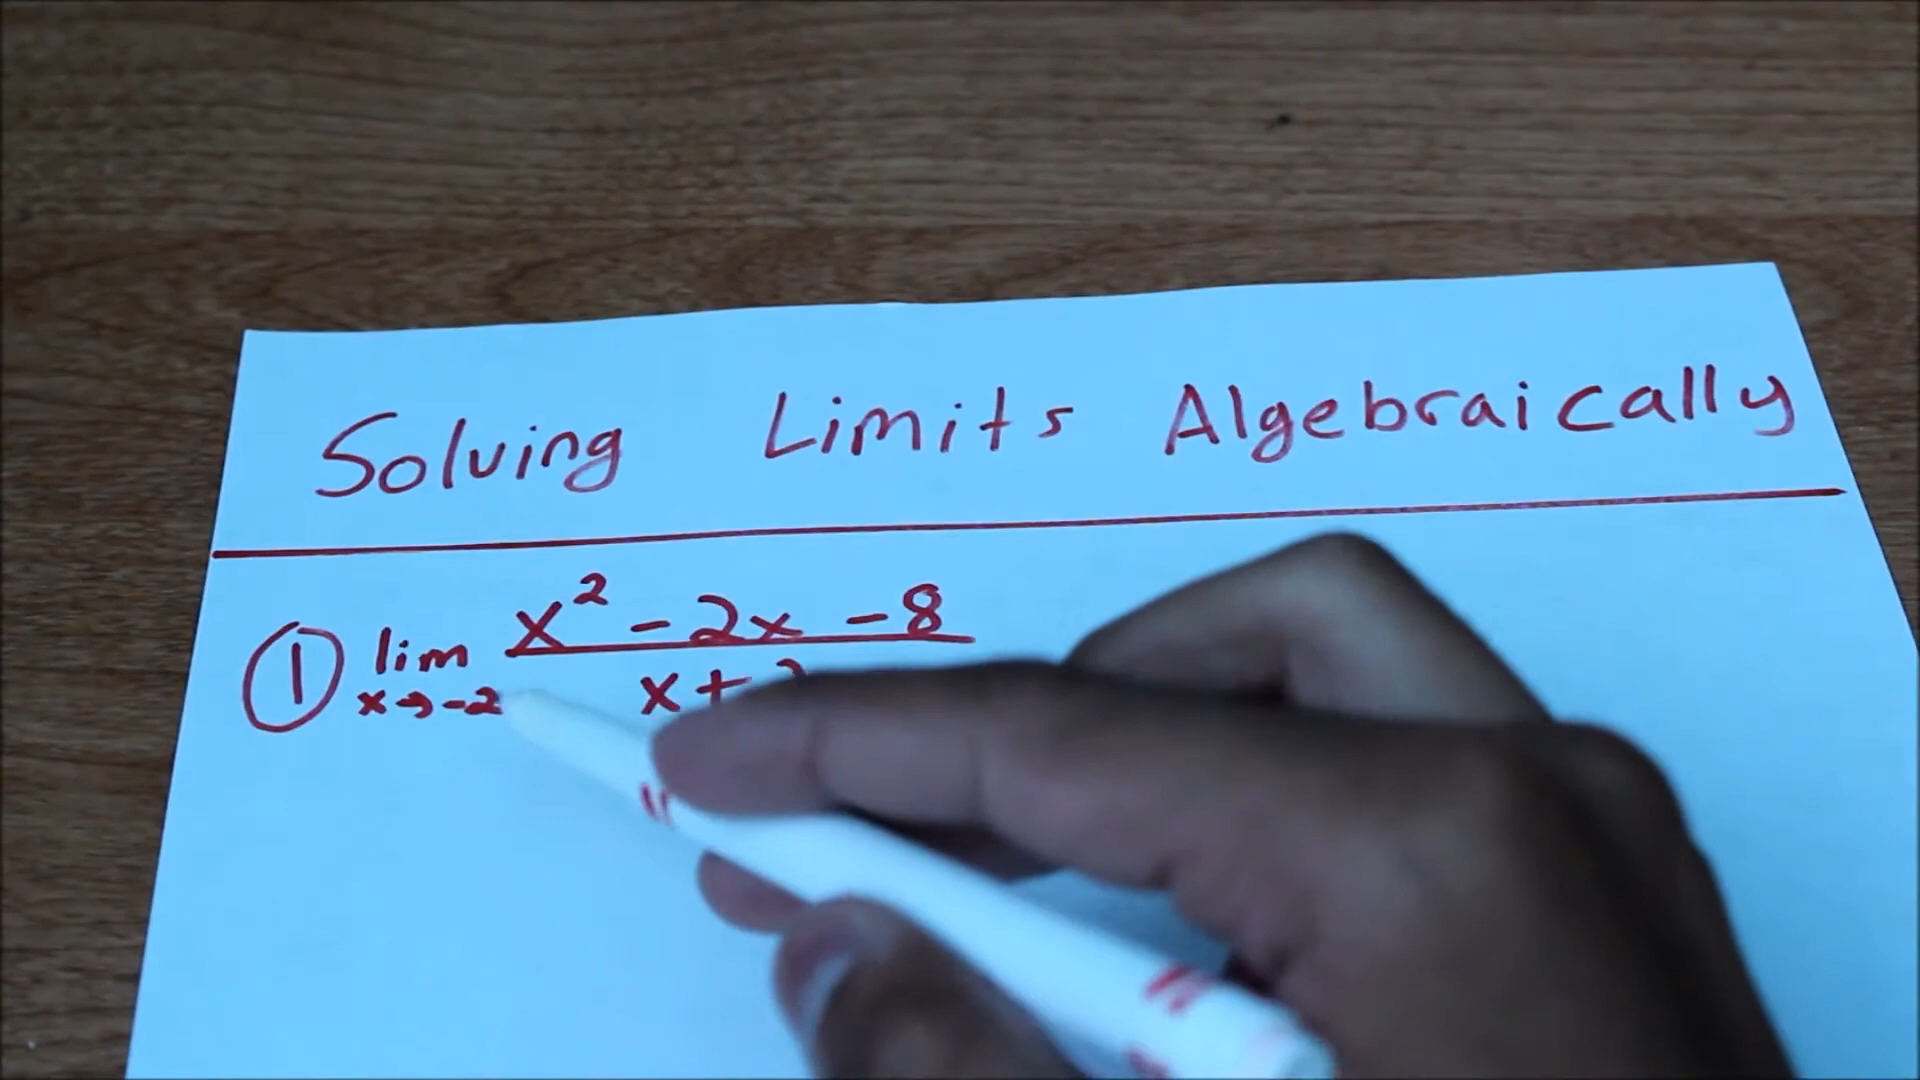 Solving Limits Algebraically
① lim x² - 2x - 8
x→-2 x +